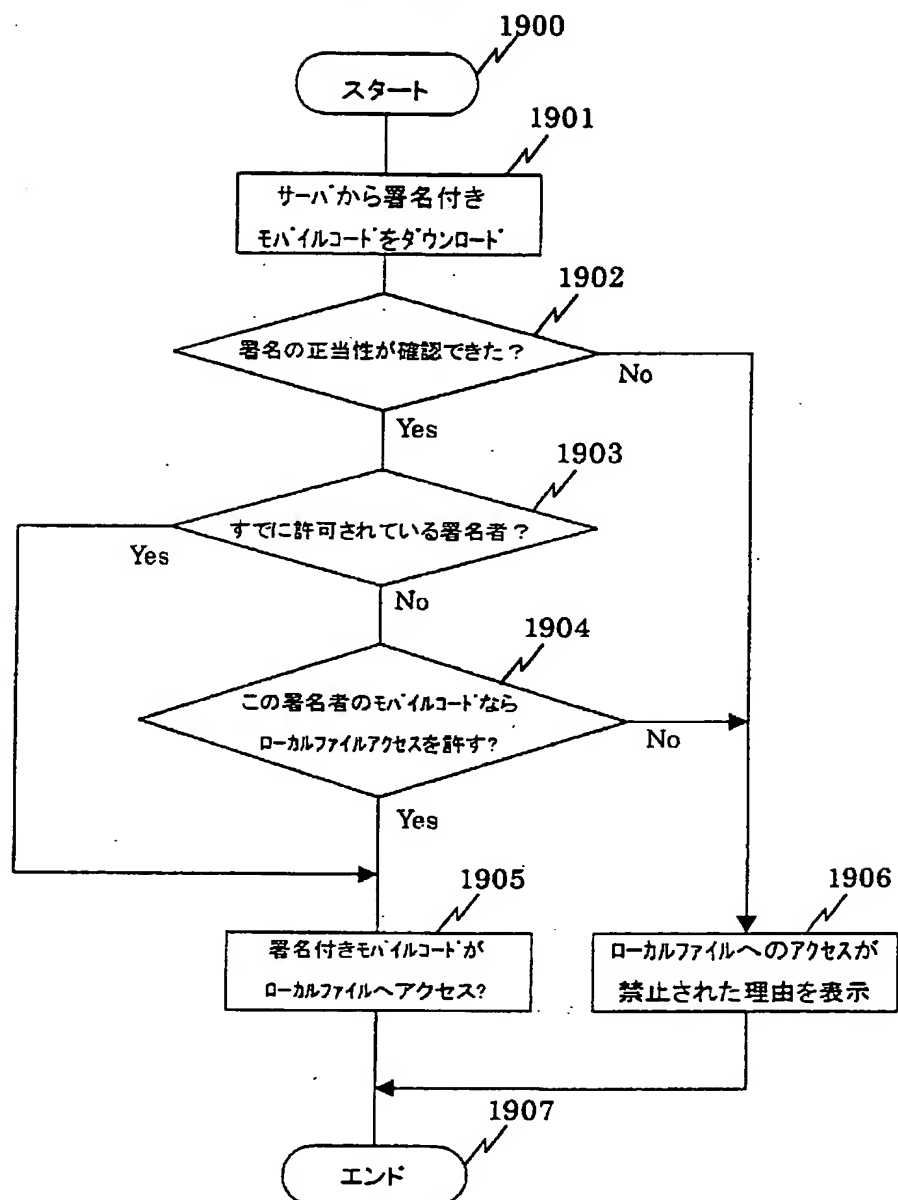 1900
スタート
1901
サーバから署名付き
モバイルコードをダウンロード
1902
署名の正当性が確認できた？
No
Yes
1903
すでに許可されている署名者？
Yes
No
1904
この署名者のモバイルコードなら
ローカルファイルアクセスを許す?
No
Yes
1905
署名付きモバイルコードが
ローカルファイルへアクセス?
1906
ローカルファイルへのアクセスが
禁止された理由を表示
1907
エンド